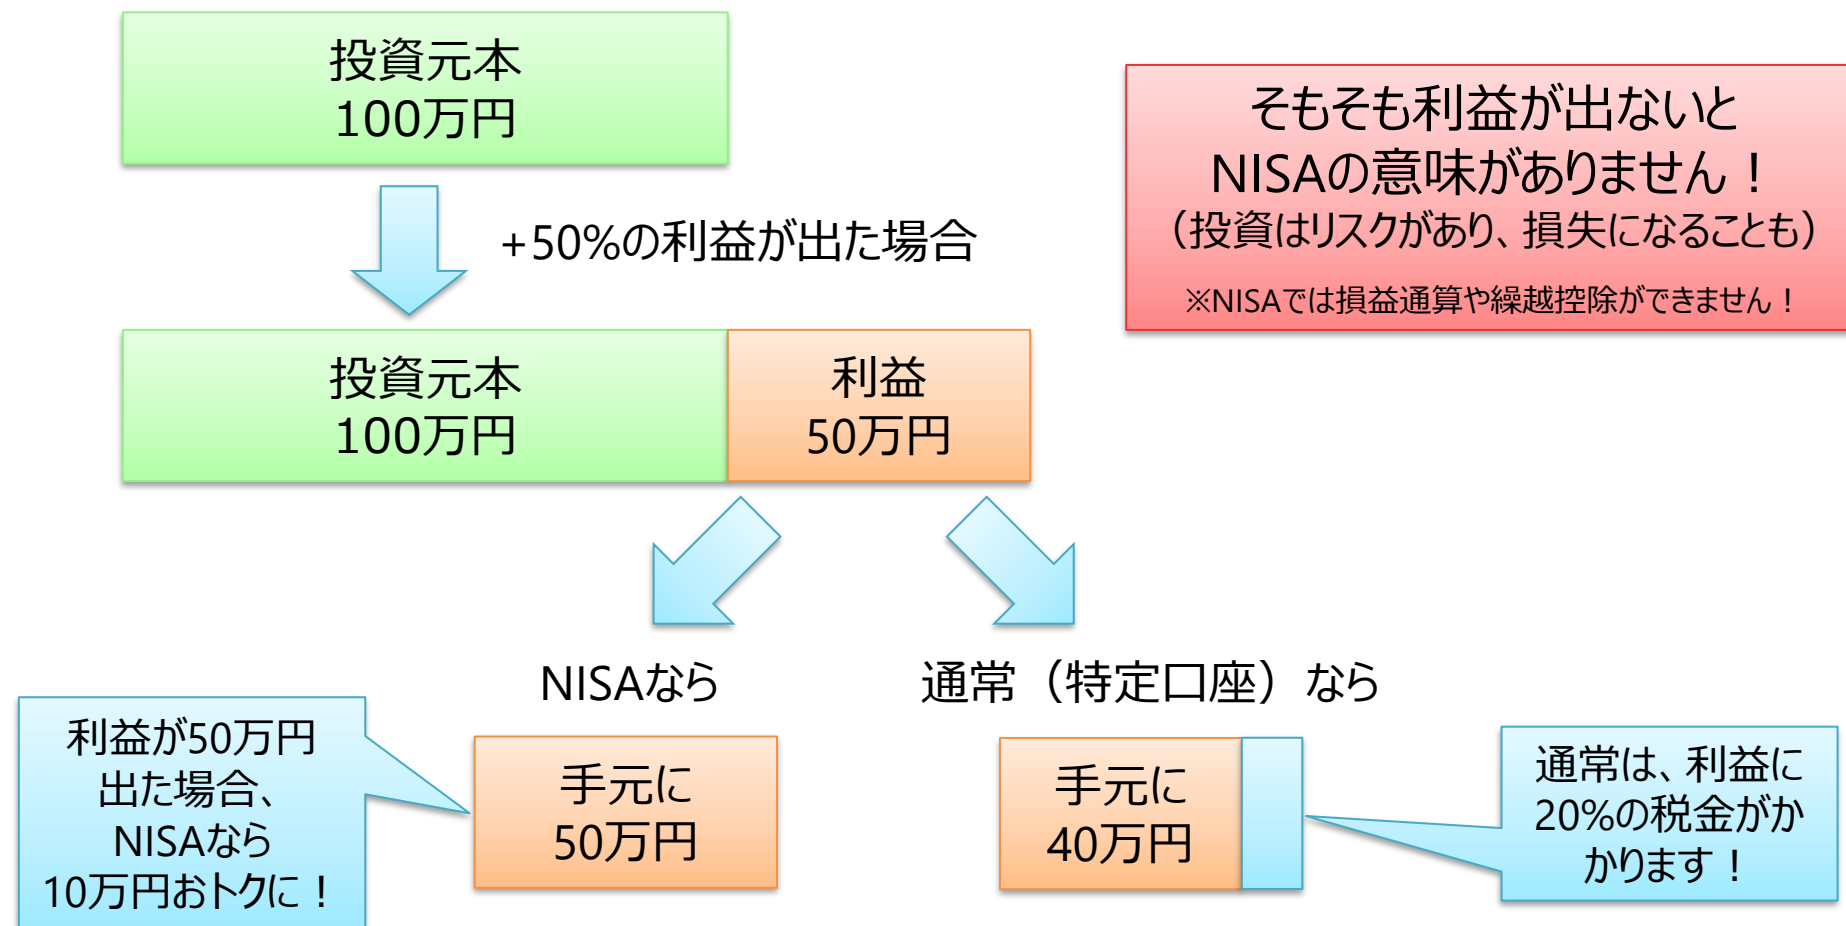 投資元本
100万円
そもそも利益が出ないと
NISAの意味がありません！
（投資はリスクがあり、損失になることも）
※NISAでは損益通算や繰越控除ができません！
+50%の利益が出た場合
投資元本
100万円
利益
50万円
NISAなら
通常（特定口座）なら
利益が50万円
出た場合、
NISAなら
10万円おトクに！
手元に
50万円
手元に
40万円
通常は、利益に
20%の税金がか
かります！